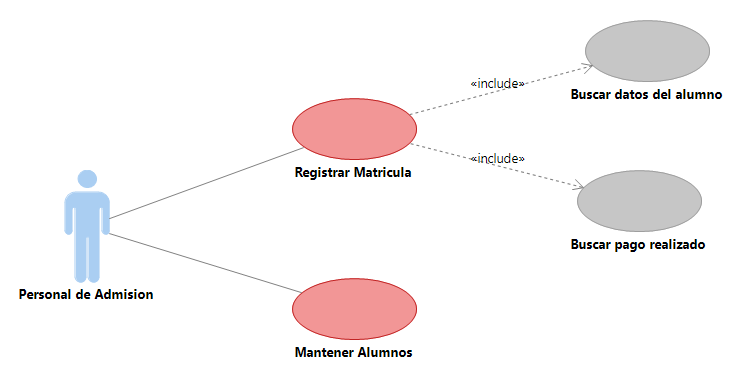 «include»
Buscar datos del alumno
«include»
Registrar Matricula
Buscar pago realizado
Personal de Admision
Mantener Alumnos